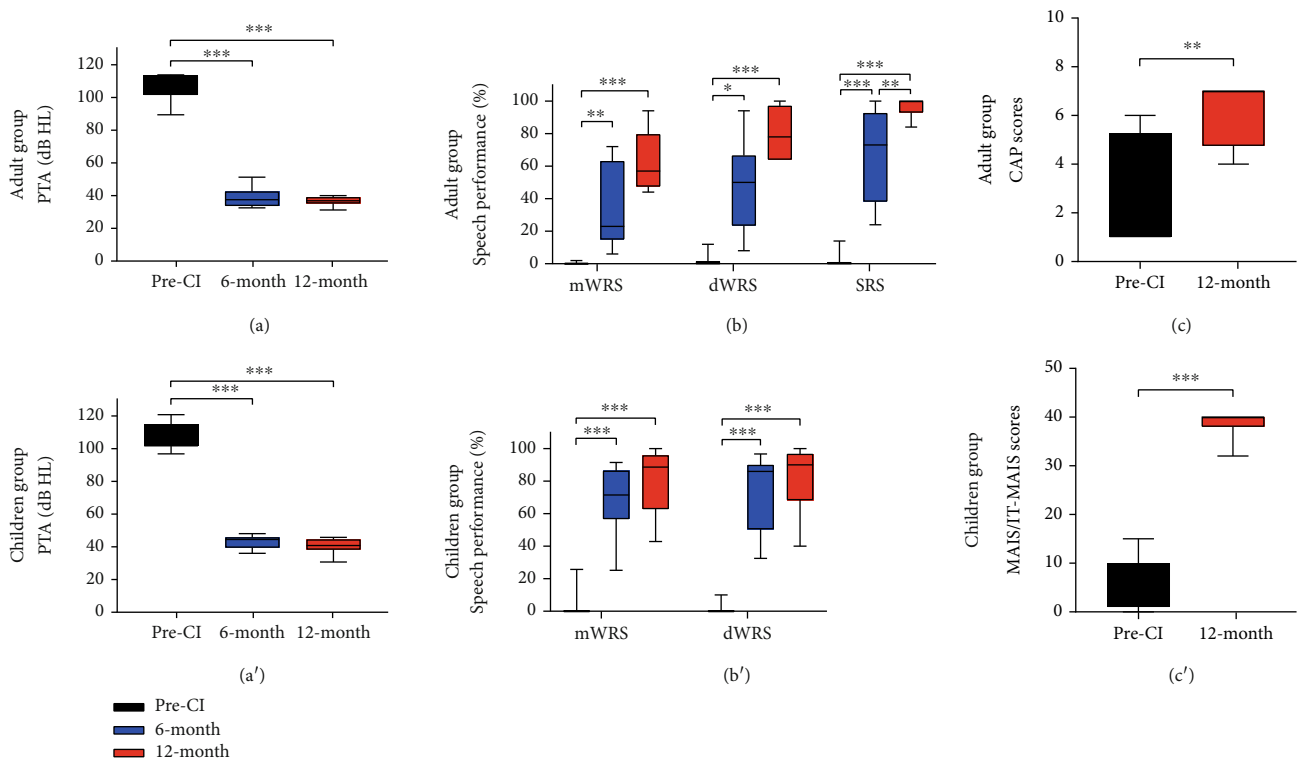 Adult group
PTA (dB HL)
120
100
80
60
40
20
0
***
***
Pre-CI 6-month 12-month
(a)
Adult group
Speech performance (%)
100
80
60
40
20
0
***
**
***
*
***
*** **
mWRS dWRS SRS
(b)
Adult group
CAP scores
10
8
6
4
2
0
**
Pre-CI 12-month
(c)
Children group
PTA (dB HL)
120
100
80
60
40
20
0
***
***
Pre-CI 6-month 12-month
(a′)
Children group
Speech performance (%)
100
80
60
40
20
0
***
***
***
***
mWRS dWRS
(b′)
Children group
MAIS/IT-MAIS scores
50
40
30
20
10
0
***
Pre-CI 12-month
(c′)
Pre-CI
6-month
12-month